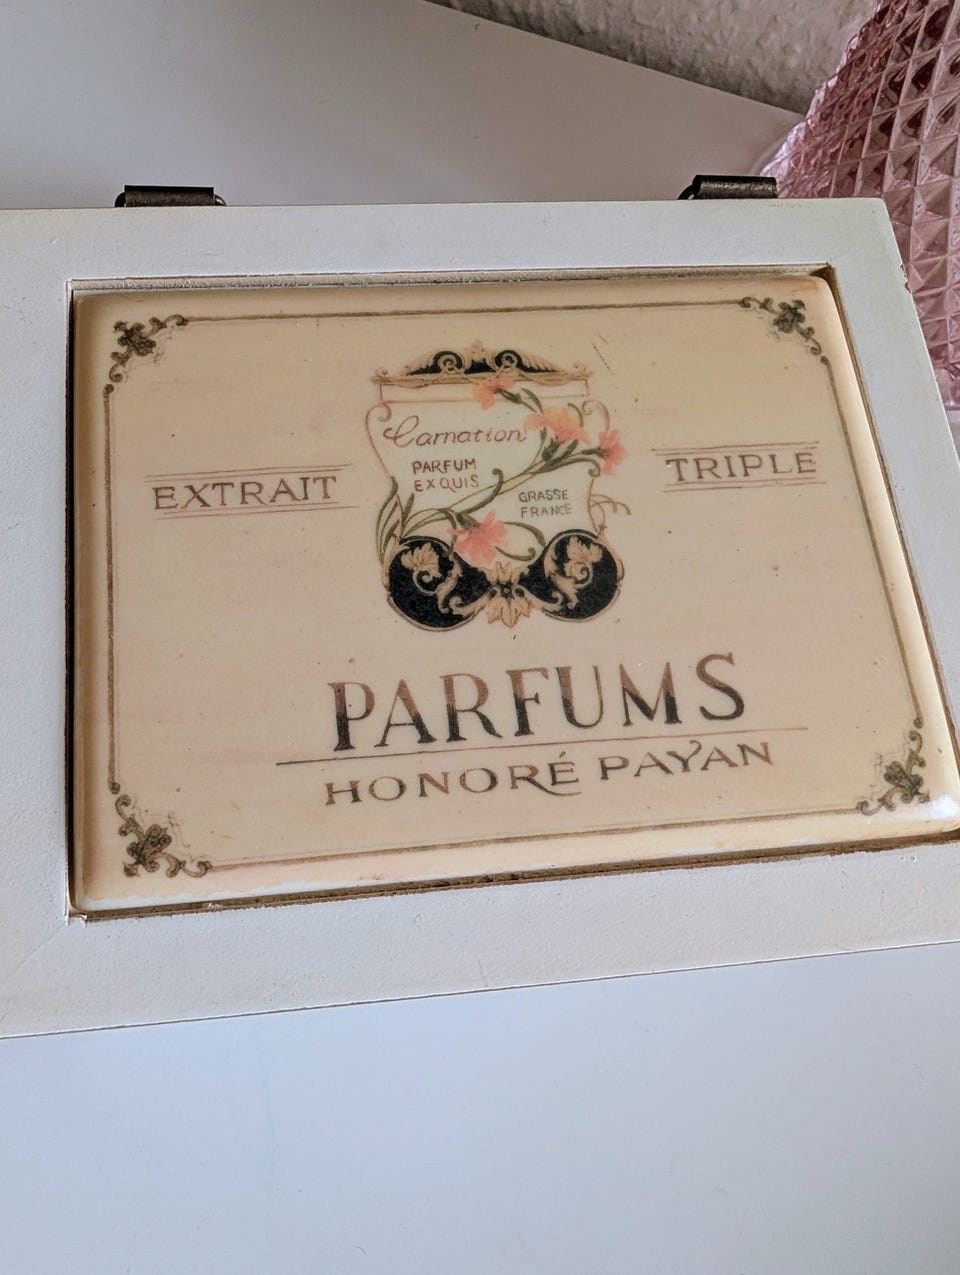 Carnation
PARFUM
EXQUIS
GRASSE
FRANCE
EXTRAIT
TRIPLE
PARFUMS
HONORÉ PAYAN